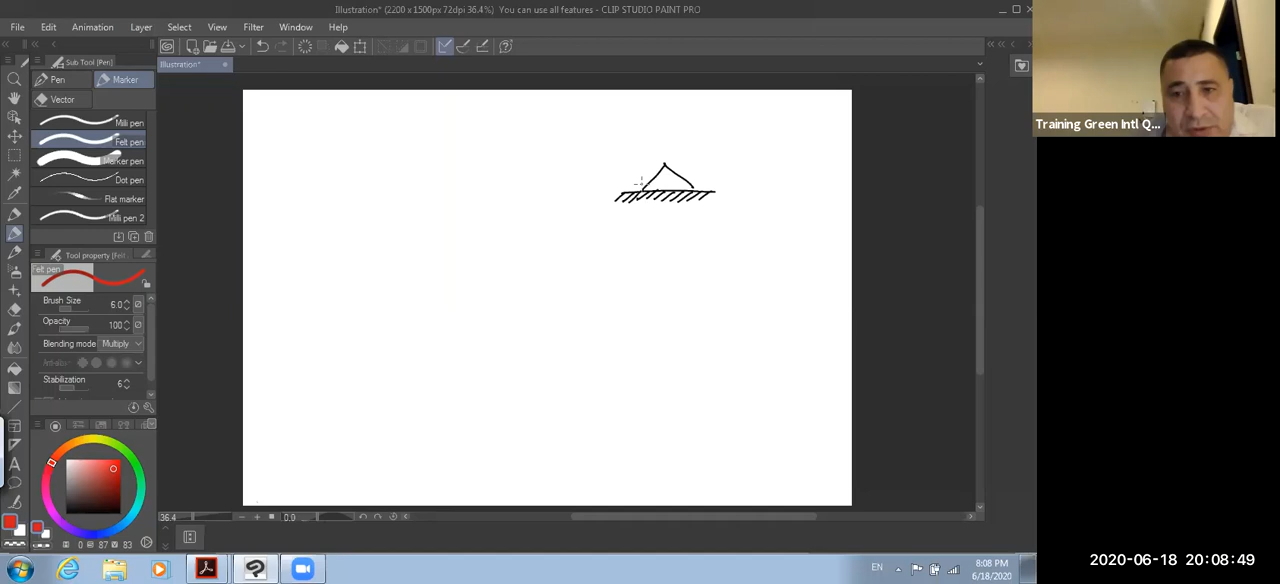 Illustration* (2200 x 1500px 72dpi 36.4%) You can use all features - CLIP STUDIO PAINT PRO
File Edit Animation Layer Select View Filter Window Help
Sub Tool [Pen]
Illustration*
Pen Marker
Vector
Milli pen
Felt pen
Marker pen
Dot pen
Flat marker
Milli pen 2
Tool property [Felt
Felt pen
Brush Size 6.0
Opacity 100
Blending mode Multiply
Stabilization 6
36.4 0.0
0 87 83
Training Green Intl Q...
EN 8:08 PM
6/18/2020
2020-06-18 20:08:49